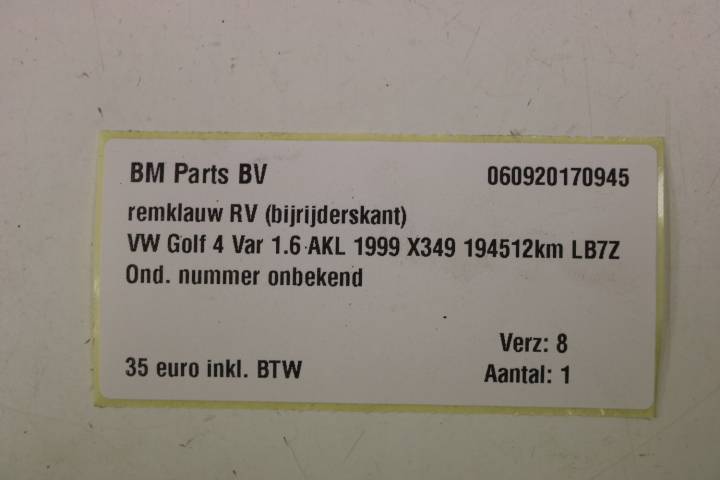 BM Parts BV 060920170945
remklauw RV (bijrijderskant)
VW Golf 4 Var 1.6 AKL 1999 X349 194512km LB7Z
Ond. nummer onbekend
Verz: 8
35 euro inkl. BTW Aantal: 1